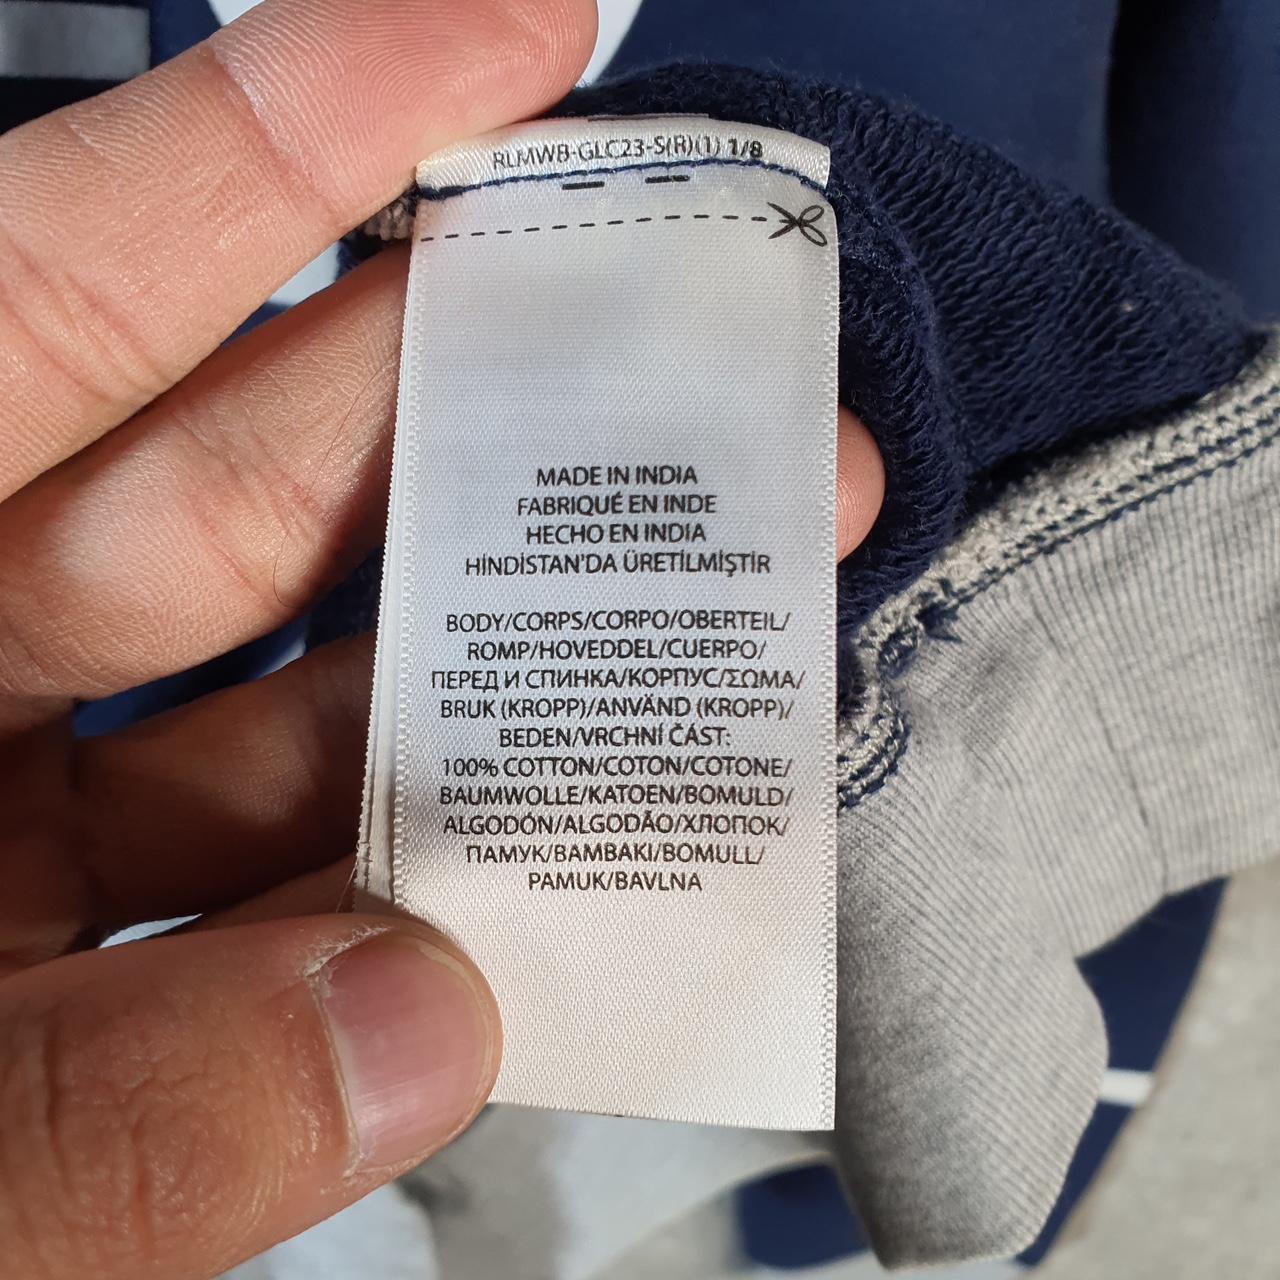 RLMWB-GLC23-S(R)(1) 1/8
MADE IN INDIA
FABRIQUÉ EN INDE
HECHO EN INDIA
HİNDİSTAN'DA ÜRETİLMİŞTİR
BODY/CORPS/CORPO/OBERTEIL/
ROMP/HOVEDDEL/CUERPO/
ПЕРЕД И СПИНКА/КОРПУС/ΣΩΜΑ/
BRUK (KROPP)/ANVÄND (KROPP)/
BEDEN/VRCHNÍ ČÁST:
100% COTTON/COTON/COTONE/
BAUMWOLLE/KATOEN/BOMULD/
ALGODÓN/ALGODÃO/ХЛОПОК/
ПАМУК/ΒΑΜΒΑΚΙ/BOMULL/
PAMUK/BAVLNA